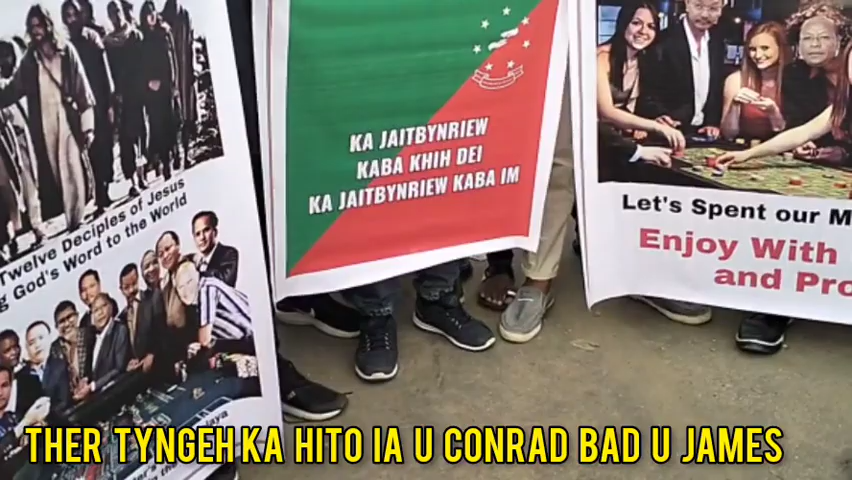 Twelve Deciples of Jesus
God's Word to the World
KA JAITBYNRIEW
KABA KHIH DEI
KA JAITBYNRIEW KABA IM
Let's Spent our
Enjoy With
and
THER TYNGEH KA HITO IA U CONRAD BAD U JAMES